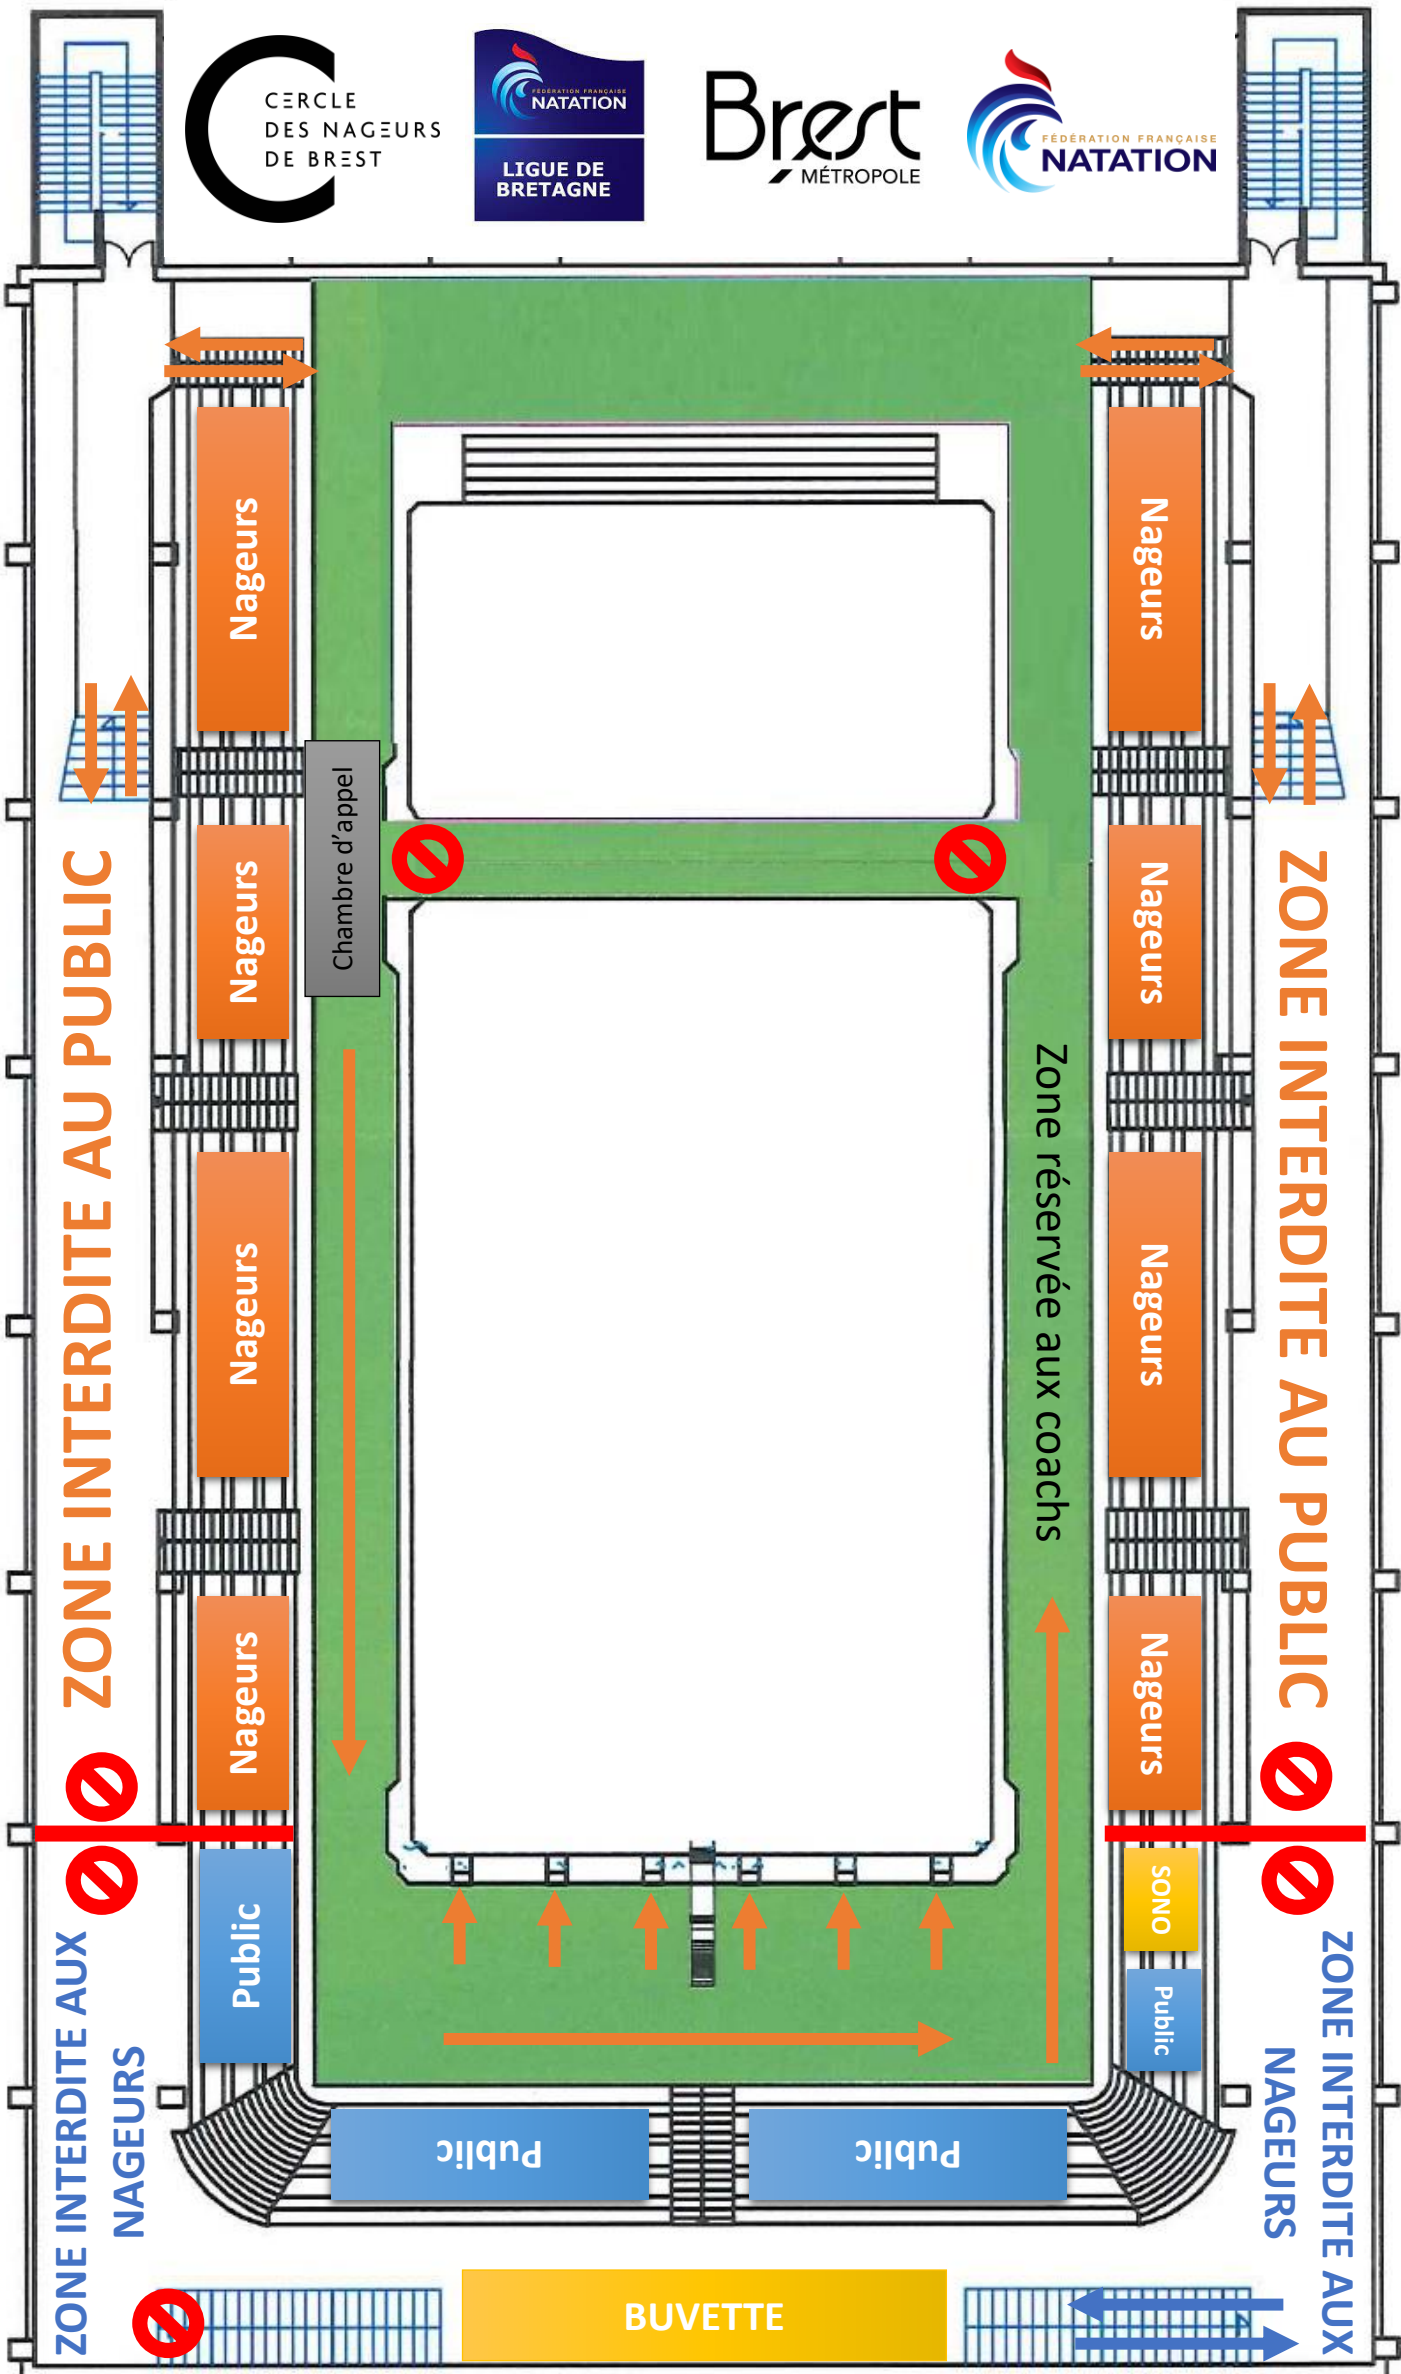 CERCLE
DES NAGEURS
DE BREST
FÉDÉRATION FRANÇAISE
NATATION
LIGUE DE
BRETAGNE
Brest
MÉTROPOLE
FÉDÉRATION FRANÇAISE
NATATION
Nageurs
Nageurs
Chambre d'appel
Nageurs
Nageurs
ZONE INTERDITE AU PUBLIC
ZONE INTERDITE AU PUBLIC
Zone réservée aux coachs
Nageurs
Nageurs
Nageurs
Nageurs
Public
SONO
Public
ZONE INTERDITE AUX
NAGEURS
ZONE INTERDITE AUX
NAGEURS
Public
Public
BUVETTE